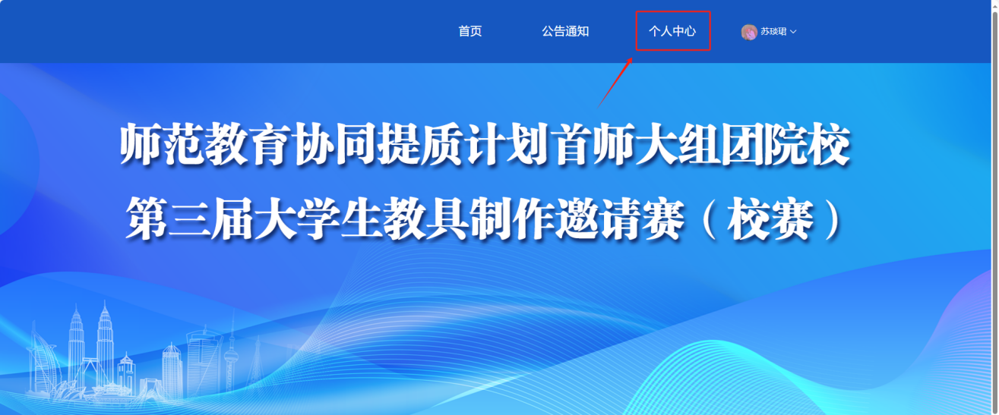 首页 公告通知 个人中心 苏琰珺
师范教育协同提质计划首师大组团院校
第三届大学生教具制作邀请赛（校赛）